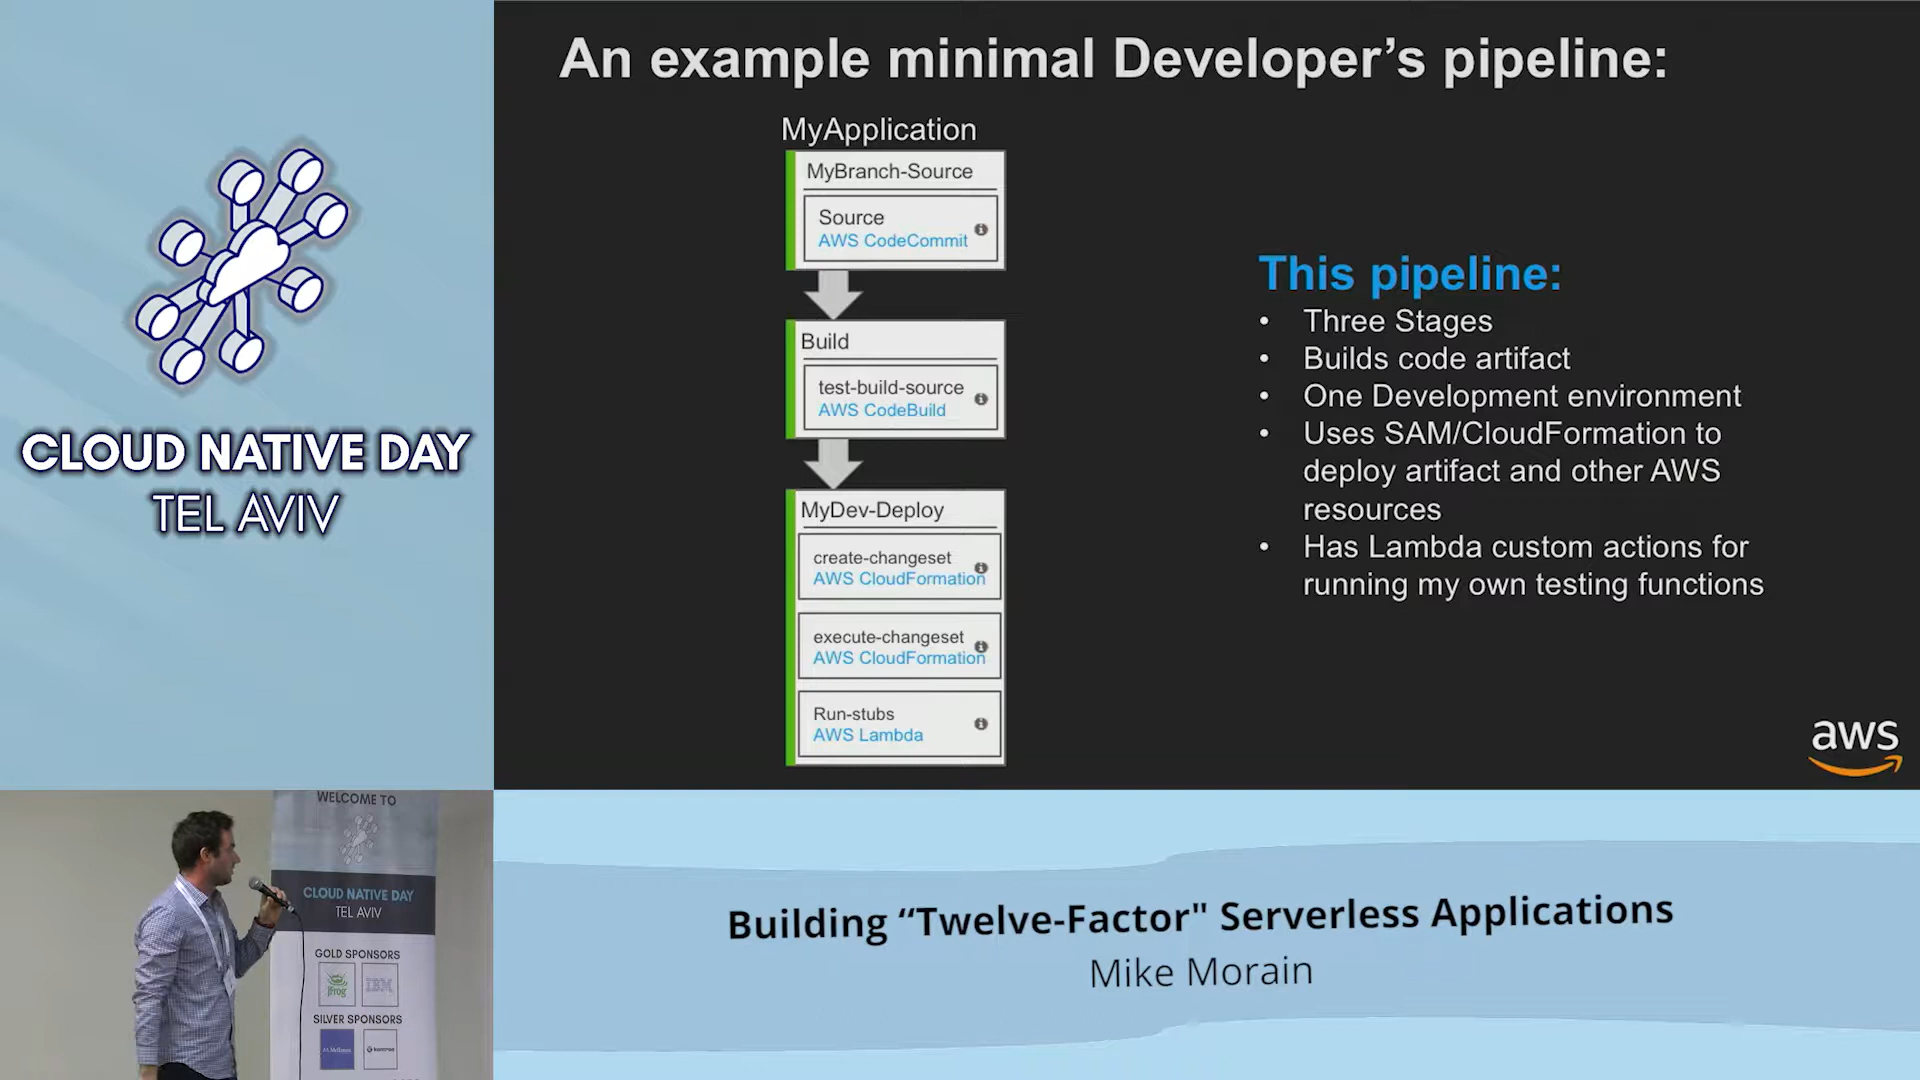 An example minimal Developer’s pipeline:
MyApplication
MyBranch-Source
Source
AWS CodeCommit
Build
test-build-source
AWS CodeBuild
MyDev-Deploy
create-changeset
AWS CloudFormation
execute-changeset
AWS CloudFormation
Run-stubs
AWS Lambda
This pipeline:
• Three Stages
• Builds code artifact
• One Development environment
• Uses SAM/CloudFormation to
deploy artifact and other AWS
resources
• Has Lambda custom actions for
running my own testing functions
aws
CLOUD NATIVE DAY
TEL AVIV
WELCOME TO
CLOUD NATIVE DAY
TEL AVIV
GOLD SPONSORS
JFrog
IBM
SILVER SPONSORS
Mellanox
Building “Twelve-Factor" Serverless Applications
Mike Morain